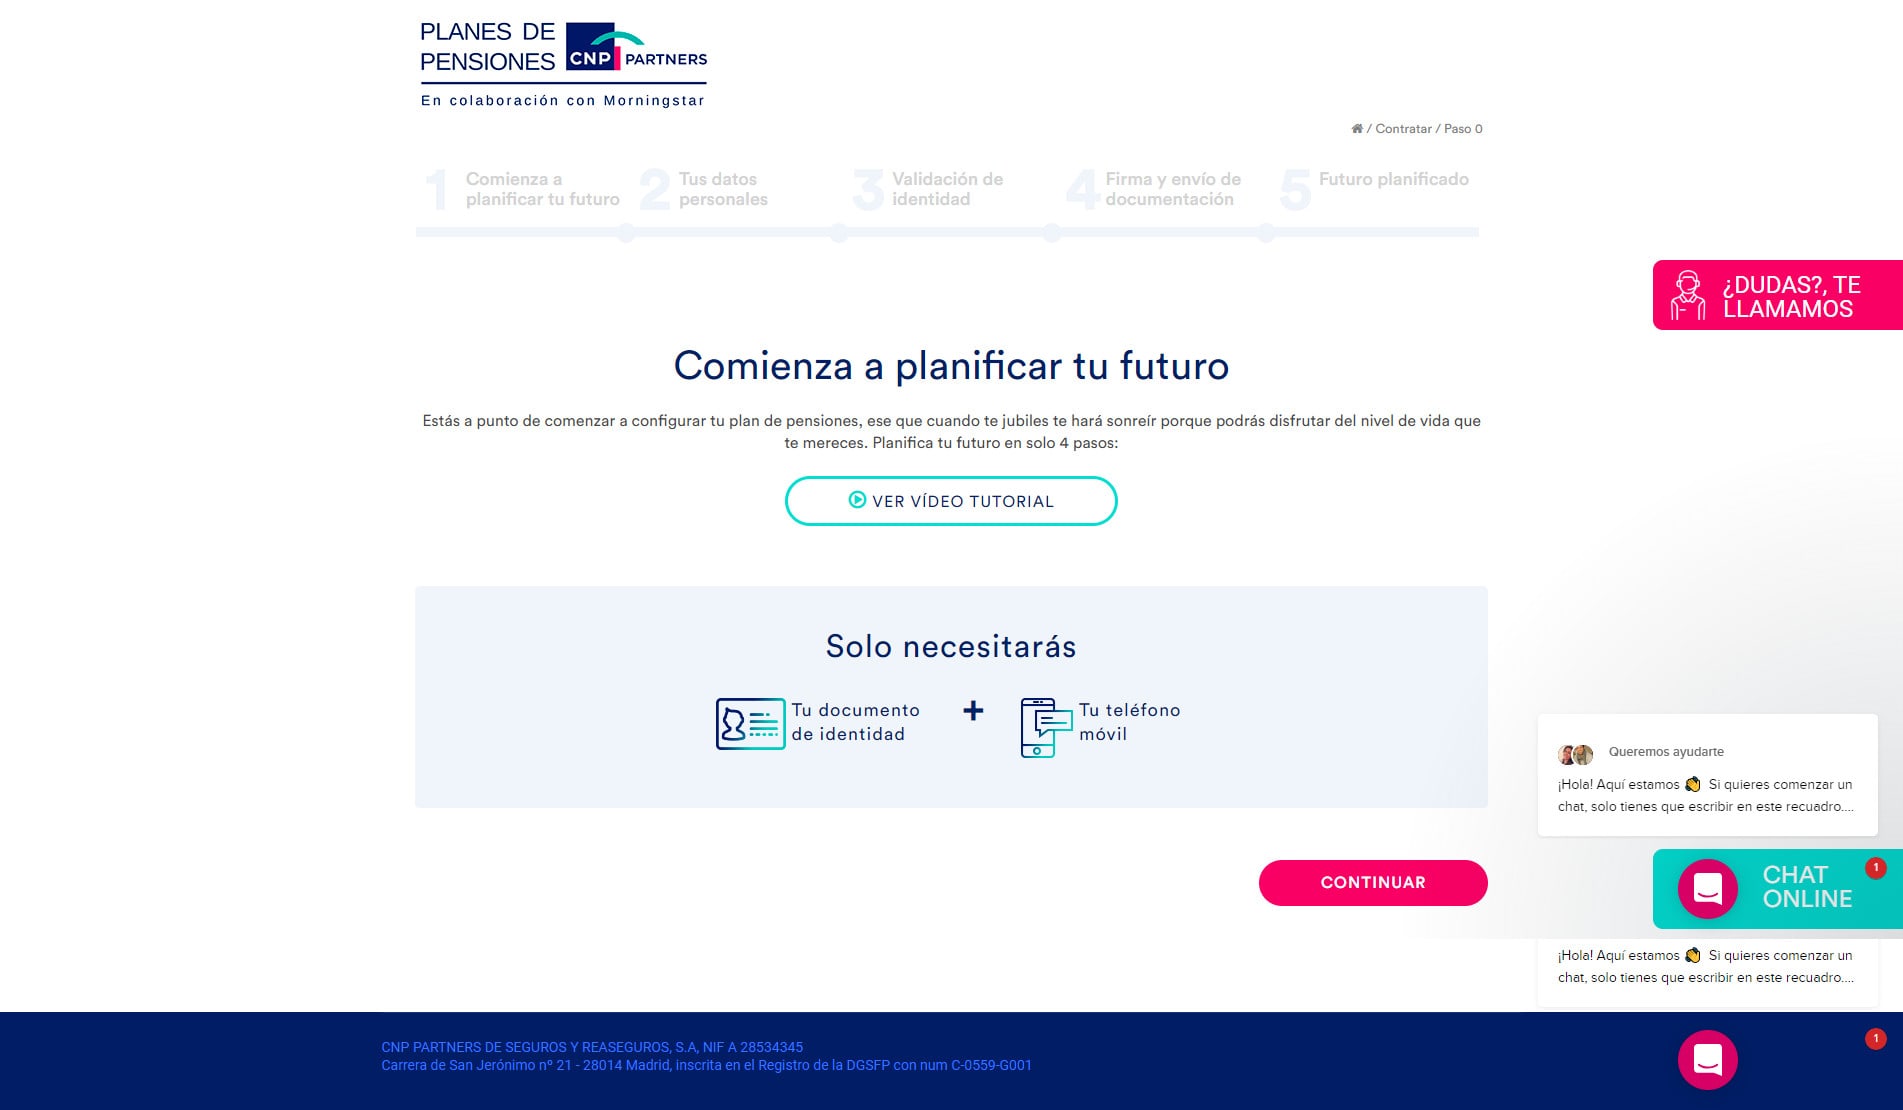 PLANES DE
PENSIONES
CNP PARTNERS
En colaboración con Morningstar
/ Contratar / Paso 0
1 Comienza a
planificar tu futuro
2 Tus datos
personales
3 Validación de
identidad
4 Firma y envío de
documentación
5 Futuro planificado
¿DUDAS?, TE
LLAMAMOS
Comienza a planificar tu futuro
Estás a punto de comenzar a configurar tu plan de pensiones, ese que cuando te jubiles te hará sonreír porque podrás disfrutar del nivel de vida que
te mereces. Planifica tu futuro en solo 4 pasos:
VER VÍDEO TUTORIAL
Solo necesitarás
Tu documento
de identidad
+
Tu teléfono
móvil
Queremos ayudarte
¡Hola! Aquí estamos 👏 Si quieres comenzar un
chat, solo tienes que escribir en este recuadro....
CONTINUAR
CHAT
ONLINE
1
¡Hola! Aquí estamos 👏 Si quieres comenzar un
chat, solo tienes que escribir en este recuadro....
1
CNP PARTNERS DE SEGUROS Y REASEGUROS, S.A, NIF A 28534345
Carrera de San Jerónimo nº 21 - 28014 Madrid, inscrita en el Registro de la DGSFP con num C-0559-G001